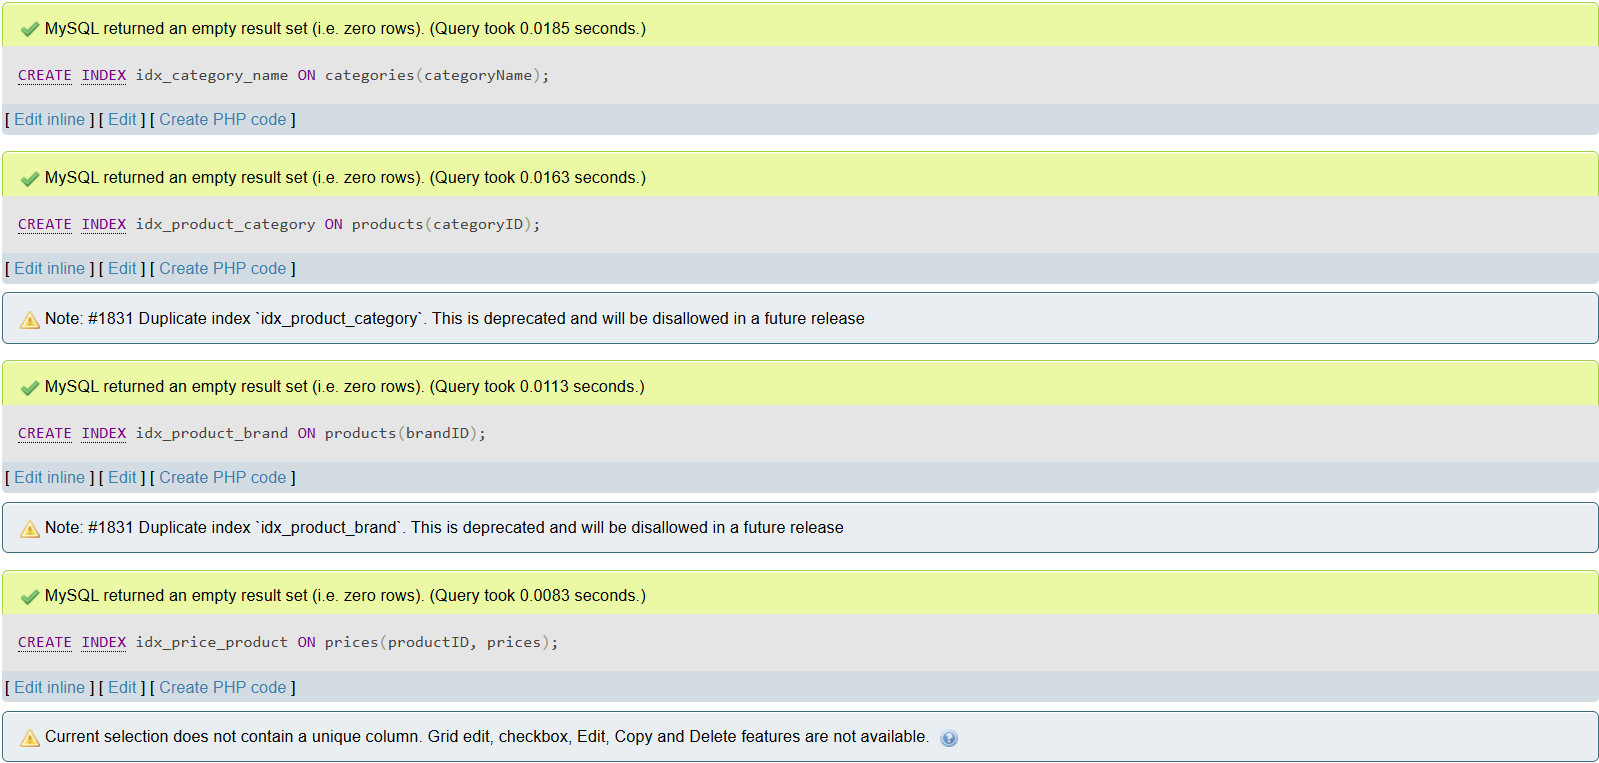 MySQL returned an empty result set (i.e. zero rows). (Query took 0.0185 seconds.)
CREATE INDEX idx_category_name ON categories(categoryName);
[ Edit inline ] [ Edit ] [ Create PHP code ]
MySQL returned an empty result set (i.e. zero rows). (Query took 0.0163 seconds.)
CREATE INDEX idx_product_category ON products(categoryID);
[ Edit inline ] [ Edit ] [ Create PHP code ]
Note: #1831 Duplicate index `idx_product_category`. This is deprecated and will be disallowed in a future release
MySQL returned an empty result set (i.e. zero rows). (Query took 0.0113 seconds.)
CREATE INDEX idx_product_brand ON products(brandID);
[ Edit inline ] [ Edit ] [ Create PHP code ]
Note: #1831 Duplicate index `idx_product_brand`. This is deprecated and will be disallowed in a future release
MySQL returned an empty result set (i.e. zero rows). (Query took 0.0083 seconds.)
CREATE INDEX idx_price_product ON prices(productID, prices);
[ Edit inline ] [ Edit ] [ Create PHP code ]
Current selection does not contain a unique column. Grid edit, checkbox, Edit, Copy and Delete features are not available.